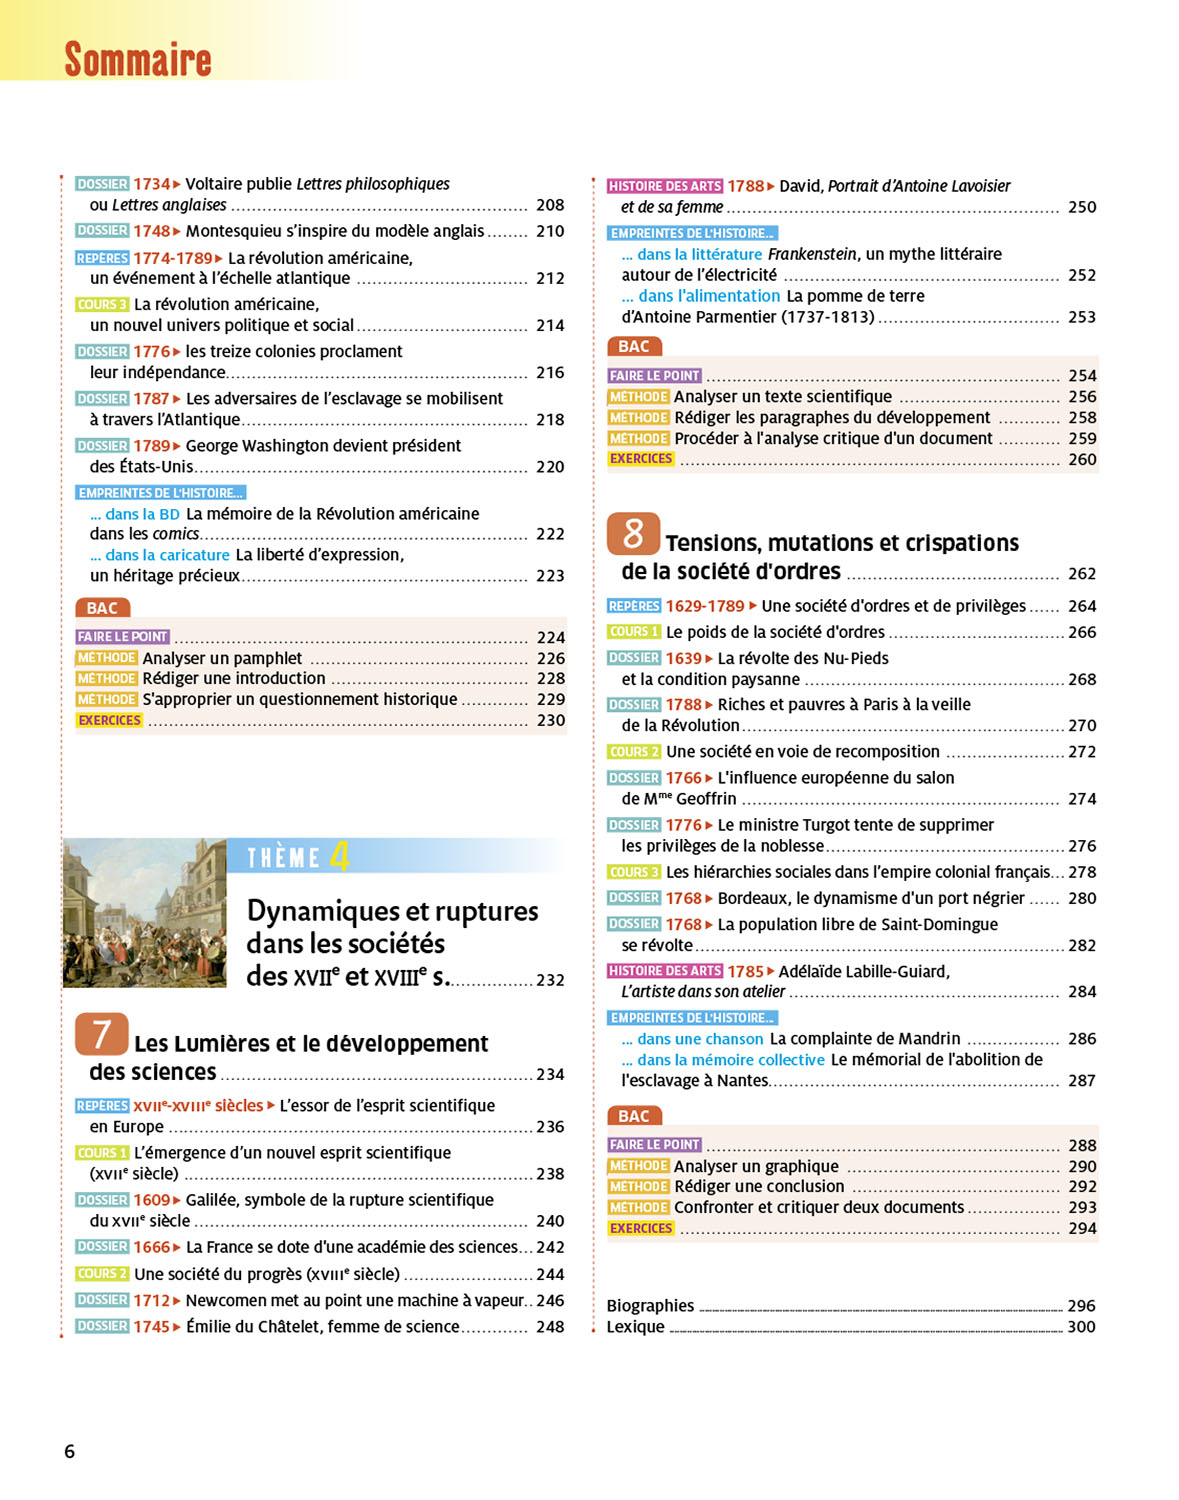 Sommaire
DOSSIER 1734 ▸ Voltaire publie Lettres philosophiques
ou Lettres anglaises ........ 208
DOSSIER 1748 ▸ Montesquieu s’inspire du modèle anglais ........ 210
REPÈRES 1774-1789 ▸ La révolution américaine,
un événement à l’échelle atlantique ........ 212
COURS 3 La révolution américaine,
un nouvel univers politique et social ........ 214
DOSSIER 1776 ▸ les treize colonies proclament
leur indépendance ........ 216
DOSSIER 1787 ▸ Les adversaires de l’esclavage se mobilisent
à travers l’Atlantique ........ 218
DOSSIER 1789 ▸ George Washington devient président
des États-Unis ........ 220
EMPREINTES DE L’HISTOIRE...
... dans la BD La mémoire de la Révolution américaine
dans les comics ........ 222
... dans la caricature La liberté d’expression,
un héritage précieux ........ 223
BAC
FAIRE LE POINT ........ 224
MÉTHODE Analyser un pamphlet ........ 226
MÉTHODE Rédiger une introduction ........ 228
MÉTHODE S'approprier un questionnement historique ........ 229
EXERCICES ........ 230
THÈME 4
Dynamiques et ruptures
dans les sociétés
des XVIIe et XVIIIe s. ........ 232
7 Les Lumières et le développement
des sciences ........ 234
REPÈRES XVIIe-XVIIIe siècles ▸ L’essor de l’esprit scientifique
en Europe ........ 236
COURS 1 L’émergence d’un nouvel esprit scientifique
(XVIIe siècle) ........ 238
DOSSIER 1609 ▸ Galilée, symbole de la rupture scientifique
du XVIIe siècle ........ 240
DOSSIER 1666 ▸ La France se dote d'une académie des sciences ... 242
COURS 2 Une société du progrès (XVIIIe siècle) ........ 244
DOSSIER 1712 ▸ Newcomen met au point une machine à vapeur .. 246
DOSSIER 1745 ▸ Émilie du Châtelet, femme de science ........ 248
HISTOIRE DES ARTS 1788 ▸ David, Portrait d’Antoine Lavoisier
et de sa femme ........ 250
EMPREINTES DE L’HISTOIRE...
... dans la littérature Frankenstein, un mythe littéraire
autour de l’électricité ........ 252
... dans l'alimentation La pomme de terre
d’Antoine Parmentier (1737-1813) ........ 253
BAC
FAIRE LE POINT ........ 254
MÉTHODE Analyser un texte scientifique ........ 256
MÉTHODE Rédiger les paragraphes du développement ........ 258
MÉTHODE Procéder à l'analyse critique d'un document ........ 259
EXERCICES ........ 260
8 Tensions, mutations et crispations
de la société d'ordres ........ 262
REPÈRES 1629-1789 ▸ Une société d'ordres et de privilèges ...... 264
COURS 1 Le poids de la société d'ordres ........ 266
DOSSIER 1639 ▸ La révolte des Nu-Pieds
et la condition paysanne ........ 268
DOSSIER 1788 ▸ Riches et pauvres à Paris à la veille
de la Révolution ........ 270
COURS 2 Une société en voie de recomposition ........ 272
DOSSIER 1766 ▸ L'influence européenne du salon
de Mme Geoffrin ........ 274
DOSSIER 1776 ▸ Le ministre Turgot tente de supprimer
les privilèges de la noblesse ........ 276
COURS 3 Les hiérarchies sociales dans l’empire colonial français ... 278
DOSSIER 1768 ▸ Bordeaux, le dynamisme d'un port négrier ...... 280
DOSSIER 1768 ▸ La population libre de Saint-Domingue
se révolte ........ 282
HISTOIRE DES ARTS 1785 ▸ Adélaïde Labille-Guiard,
L’artiste dans son atelier ........ 284
EMPREINTES DE L’HISTOIRE...
... dans une chanson La complainte de Mandrin ........ 286
... dans la mémoire collective Le mémorial de l'abolition de
l'esclavage à Nantes ........ 287
BAC
FAIRE LE POINT ........ 288
MÉTHODE Analyser un graphique ........ 290
MÉTHODE Rédiger une conclusion ........ 292
MÉTHODE Confronter et critiquer deux documents ........ 293
EXERCICES ........ 294
Biographies ........ 296
Lexique ........ 300
6